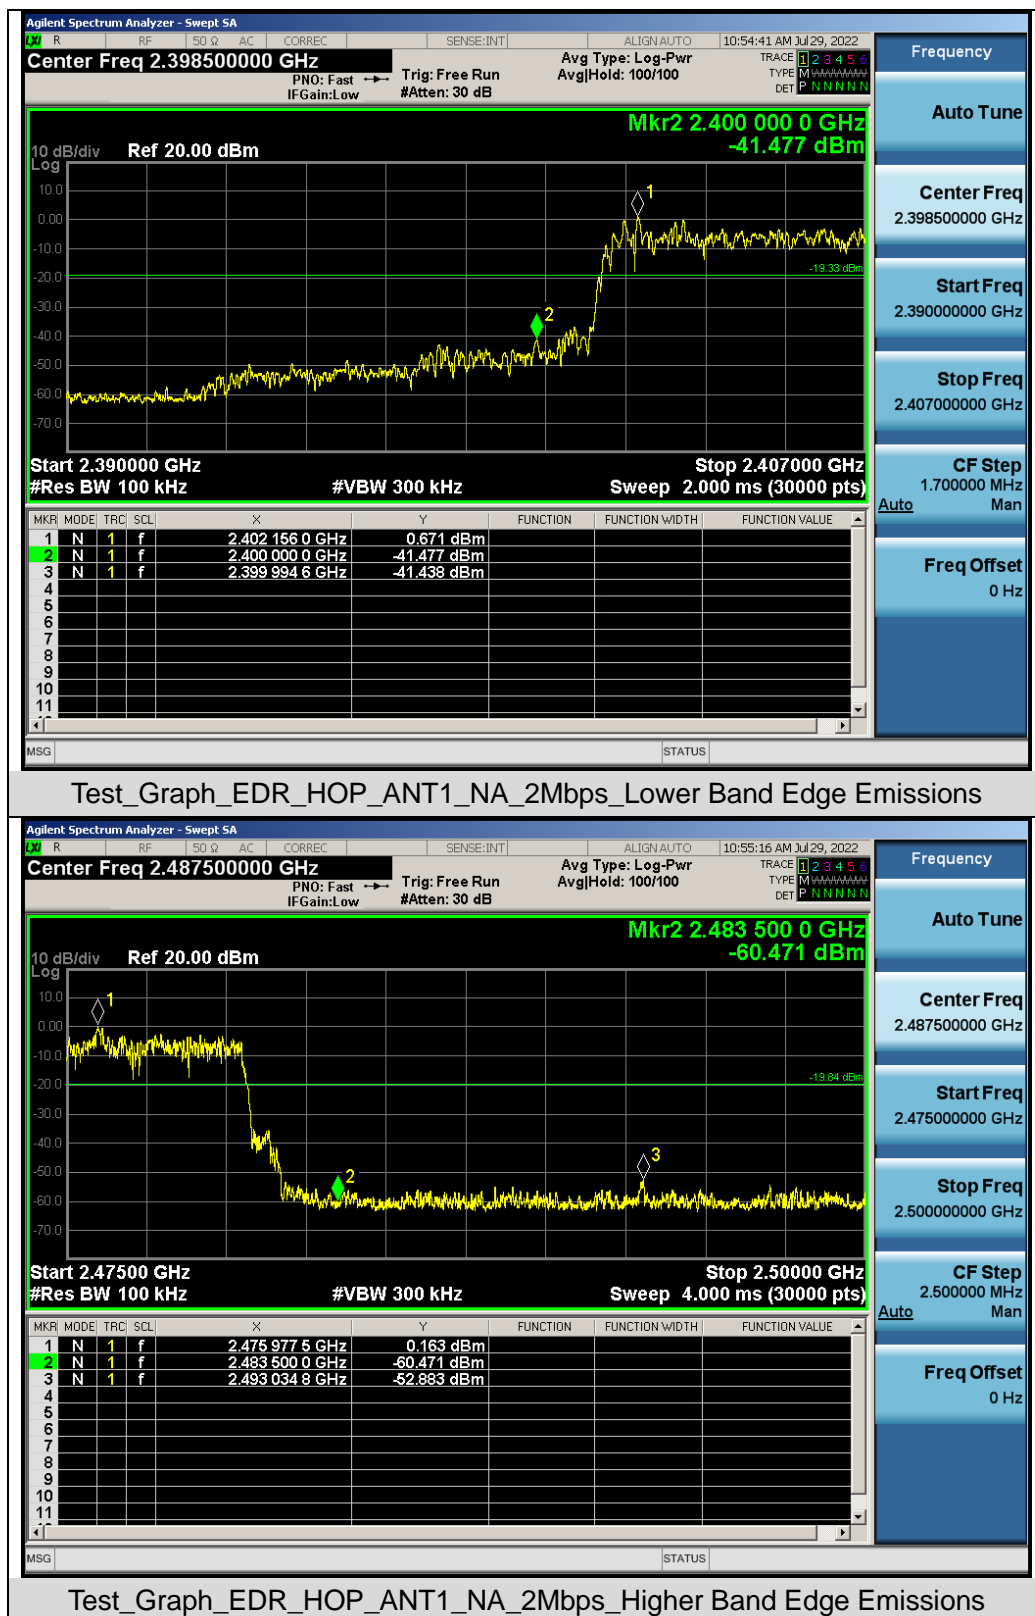 Agilent Spectrum Analyzer - Swept SA
LXI R RF 50 Ω AC CORREC SENSE:INT ALIGN AUTO 10:54:41 AM Jul 29, 2022
Center Freq 2.398500000 GHz
PNO: Fast
IFGain:Low
Trig: Free Run
#Atten: 30 dB
Avg Type: Log-Pwr
Avg|Hold: 100/100
TRACE 1 2 3 4 5 6
TYPE M
DET P N N N N N
Mkr2 2.400 000 0 GHz
-41.477 dBm
10 dB/div Ref 20.00 dBm
Log
10.0
0.00
-10.0
-20.0
-30.0
-40.0
-50.0
-60.0
-70.0
1
2
-19.33 dBm
Start 2.390000 GHz Stop 2.407000 GHz
#Res BW 100 kHz #VBW 300 kHz Sweep 2.000 ms (30000 pts)
MKR MODE TRC SCL X Y FUNCTION FUNCTION WIDTH FUNCTION VALUE
1 N 1 f 2.402 156 0 GHz 0.671 dBm
2 N 1 f 2.400 000 0 GHz -41.477 dBm
3 N 1 f 2.399 994 6 GHz -41.438 dBm
4
5
6
7
8
9
10
11
MSG STATUS
Frequency
Auto Tune
Center Freq
2.398500000 GHz
Start Freq
2.390000000 GHz
Stop Freq
2.407000000 GHz
CF Step
1.700000 MHz
Auto Man
Freq Offset
0 Hz
Test_Graph_EDR_HOP_ANT1_NA_2Mbps_Lower Band Edge Emissions
Agilent Spectrum Analyzer - Swept SA
LXI R RF 50 Ω AC CORREC SENSE:INT ALIGN AUTO 10:55:16 AM Jul 29, 2022
Center Freq 2.487500000 GHz
PNO: Fast
IFGain:Low
Trig: Free Run
#Atten: 30 dB
Avg Type: Log-Pwr
Avg|Hold: 100/100
TRACE 1 2 3 4 5 6
TYPE M
DET P N N N N N
Mkr2 2.483 500 0 GHz
-60.471 dBm
10 dB/div Ref 20.00 dBm
Log
10.0
0.00
-10.0
-20.0
-30.0
-40.0
-50.0
-60.0
-70.0
1
2
3
-19.84 dBm
Start 2.47500 GHz Stop 2.50000 GHz
#Res BW 100 kHz #VBW 300 kHz Sweep 4.000 ms (30000 pts)
MKR MODE TRC SCL X Y FUNCTION FUNCTION WIDTH FUNCTION VALUE
1 N 1 f 2.475 977 5 GHz 0.163 dBm
2 N 1 f 2.483 500 0 GHz -60.471 dBm
3 N 1 f 2.493 034 8 GHz -52.883 dBm
4
5
6
7
8
9
10
11
MSG STATUS
Frequency
Auto Tune
Center Freq
2.487500000 GHz
Start Freq
2.475000000 GHz
Stop Freq
2.500000000 GHz
CF Step
2.500000 MHz
Auto Man
Freq Offset
0 Hz
Test_Graph_EDR_HOP_ANT1_NA_2Mbps_Higher Band Edge Emissions